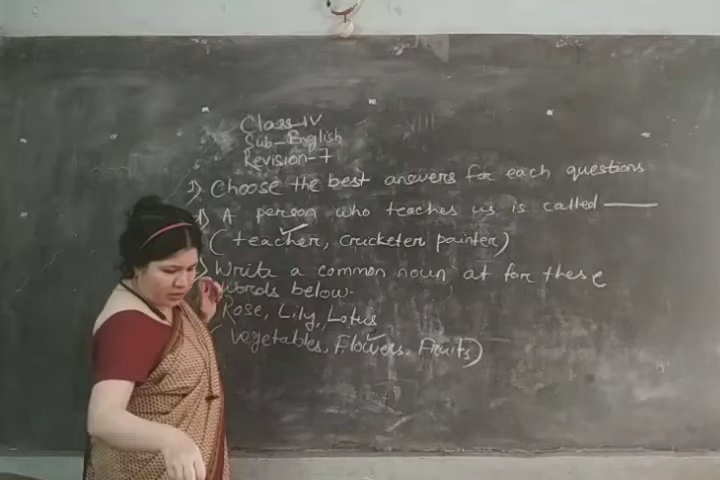 Class IV
Sub-English
Revision-7
1) Choose the best answers for each questions
1) A person who teaches us is called ———
(teacher, cricketer painter)
Write a common noun at for these
words below.
Rose, Lily, Lotus
Vegetables, Flowers, Fruits)